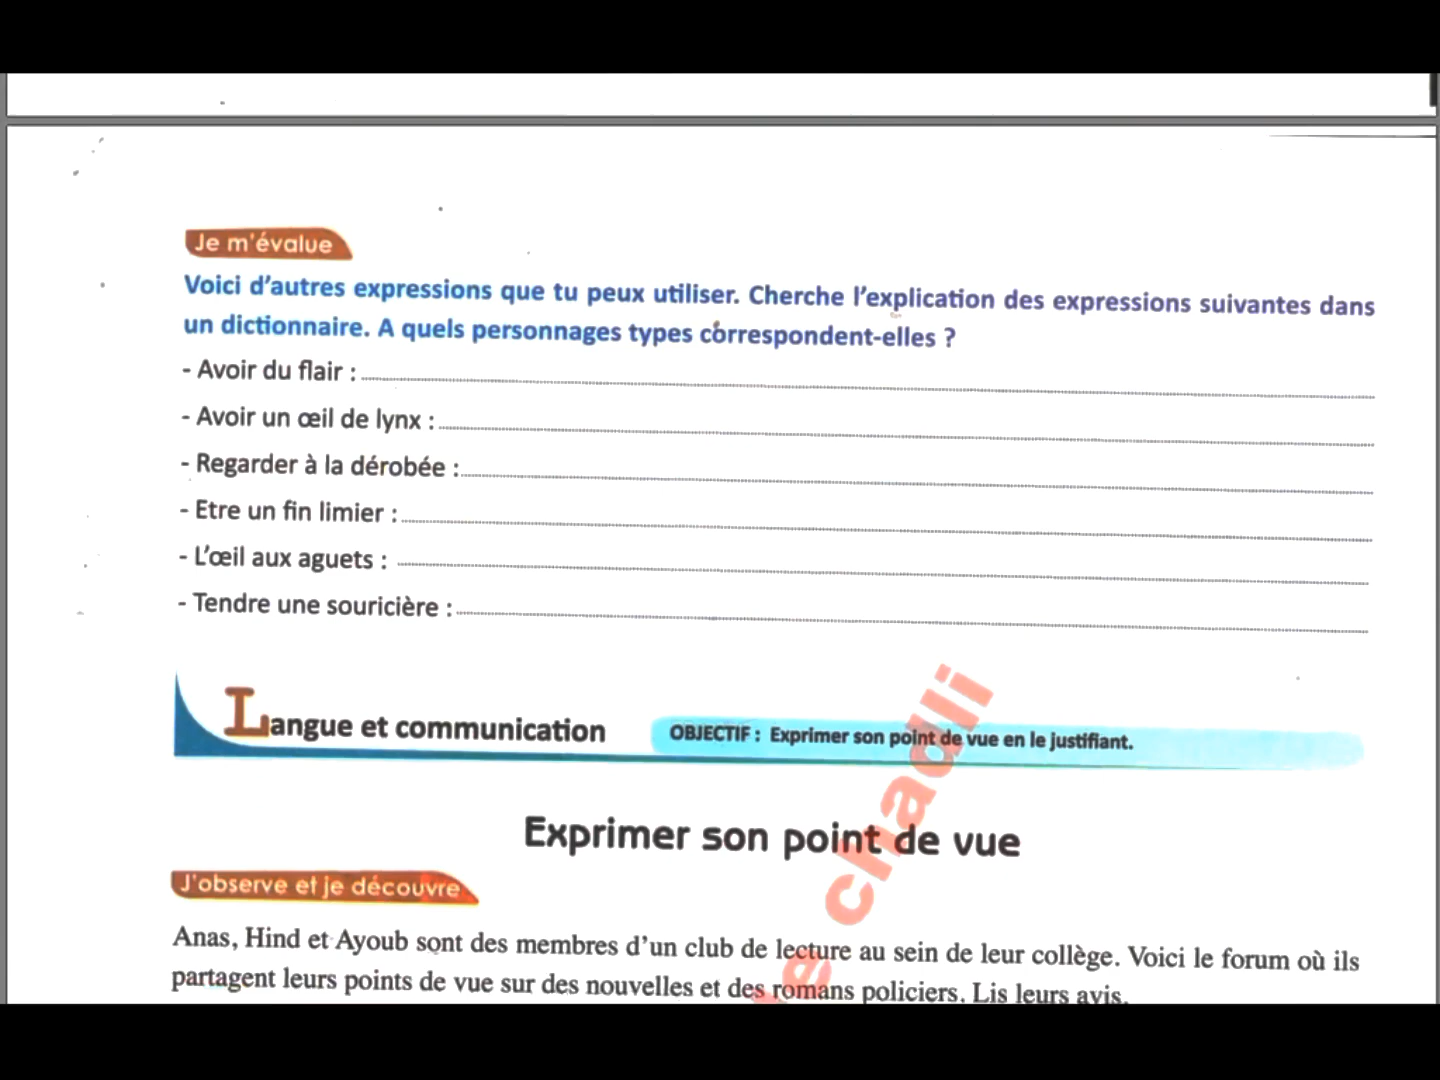 Je m'évalue
Voici d'autres expressions que tu peux utiliser. Cherche l'explication des expressions suivantes dans
un dictionnaire. A quels personnages types correspondent-elles ?
- Avoir du flair :
- Avoir un œil de lynx :
- Regarder à la dérobée :
- Etre un fin limier :
- L'œil aux aguets :
- Tendre une souricière :
Langue et communication
OBJECTIF : Exprimer son point de vue en le justifiant.
Exprimer son point de vue
J'observe et je découvre
Anas, Hind et Ayoub sont des membres d'un club de lecture au sein de leur collège. Voici le forum où ils
partagent leurs points de vue sur des nouvelles et des romans policiers. Lis leurs avis.
le chadli